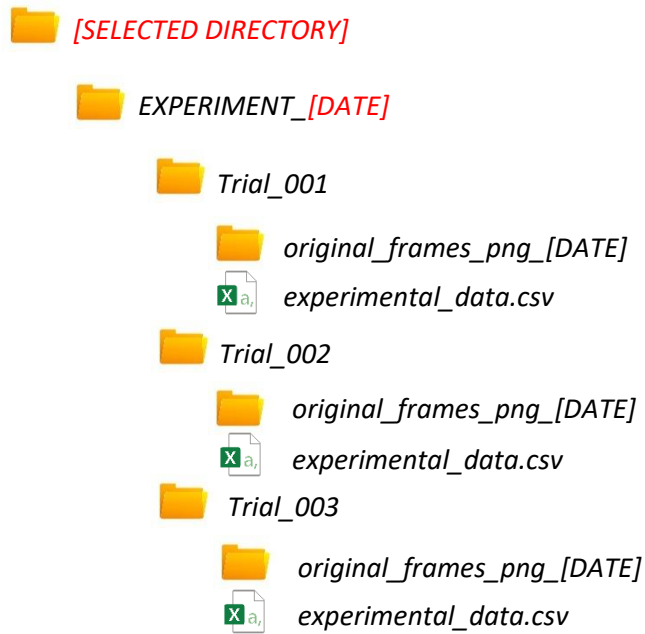 [SELECTED DIRECTORY]
EXPERIMENT_[DATE]
Trial_001
original_frames_png_[DATE]
X a, experimental_data.csv
Trial_002
original_frames_png_[DATE]
X a, experimental_data.csv
Trial_003
original_frames_png_[DATE]
X a, experimental_data.csv